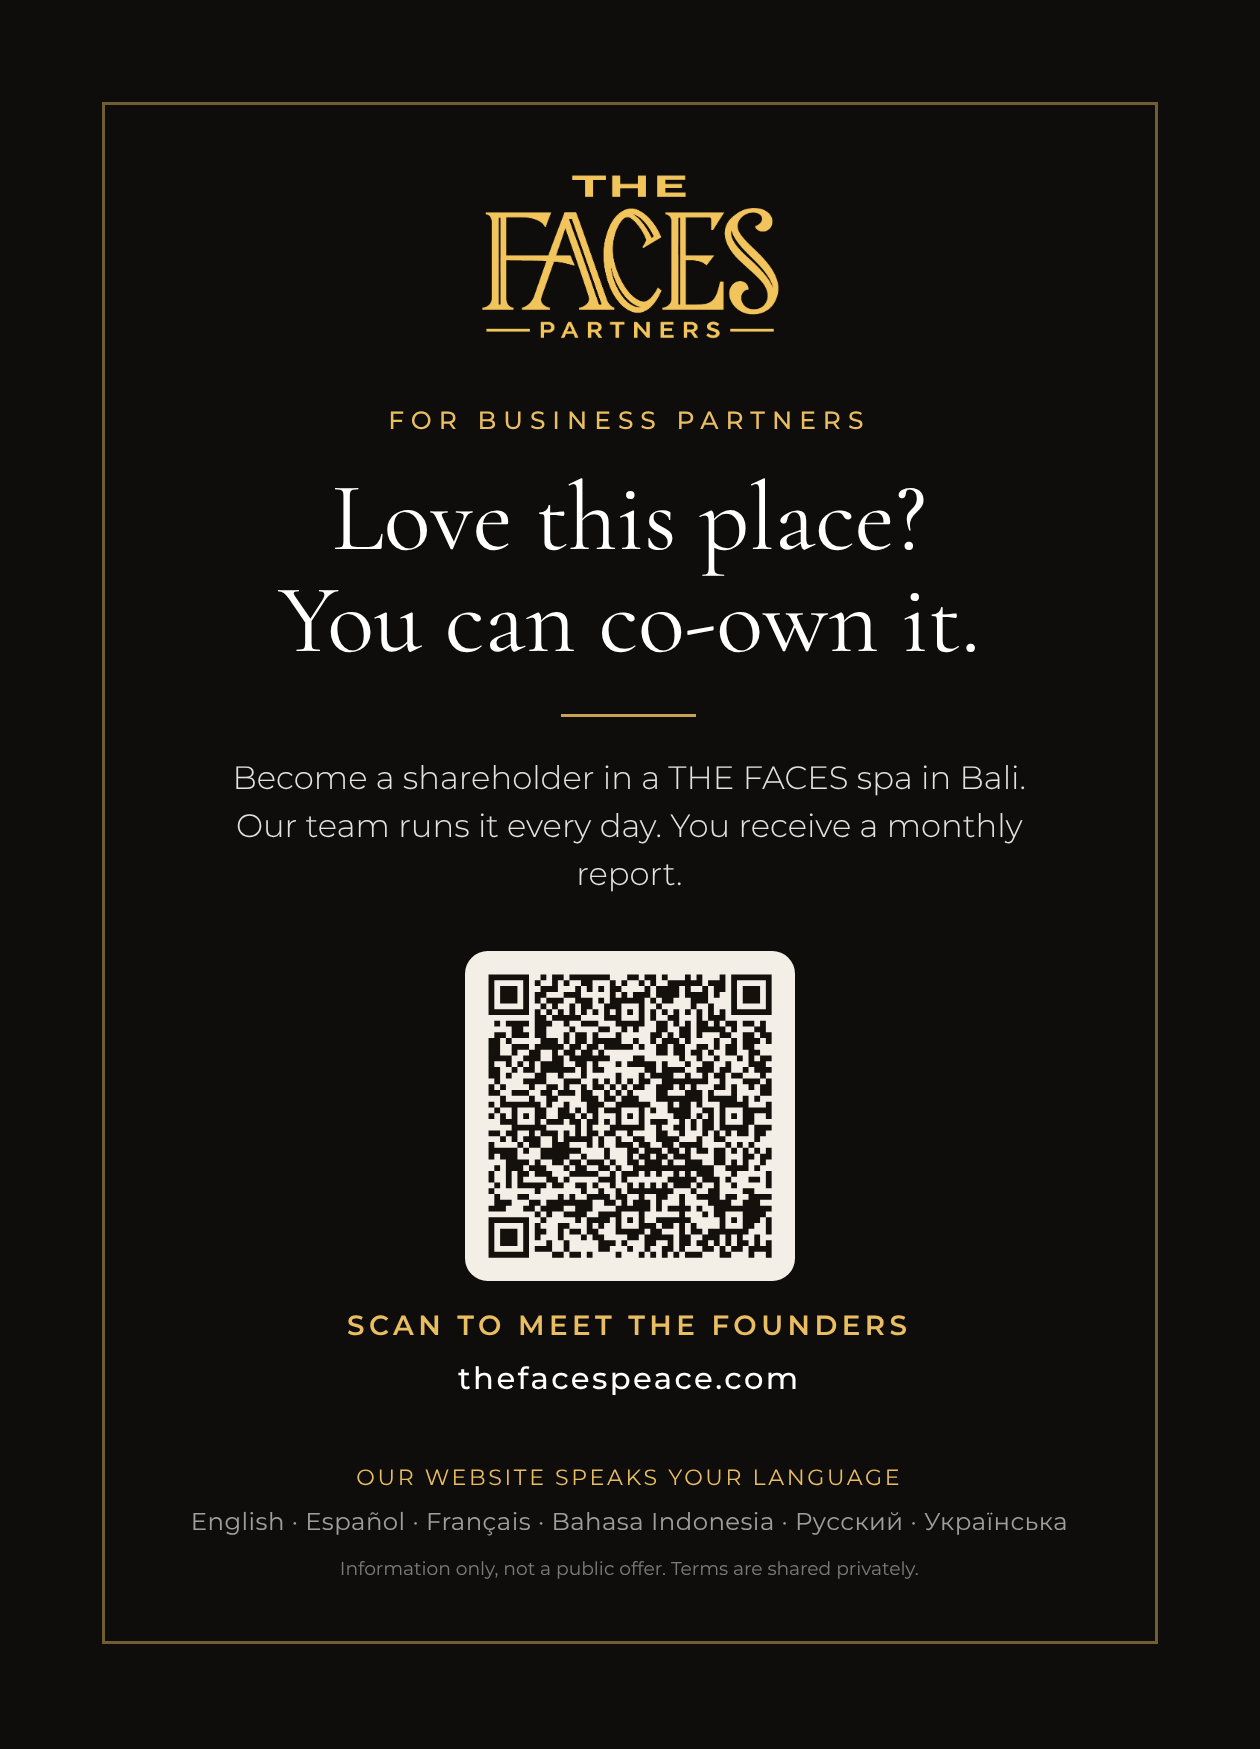 THE
FACES
PARTNERS
FOR BUSINESS PARTNERS
Love this place?
You can co-own it.
Become a shareholder in a THE FACES spa in Bali.
Our team runs it every day. You receive a monthly
report.
SCAN TO MEET THE FOUNDERS
thefacespeace.com
OUR WEBSITE SPEAKS YOUR LANGUAGE
English · Español · Français · Bahasa Indonesia · Русский · Українська
Information only, not a public offer. Terms are shared privately.